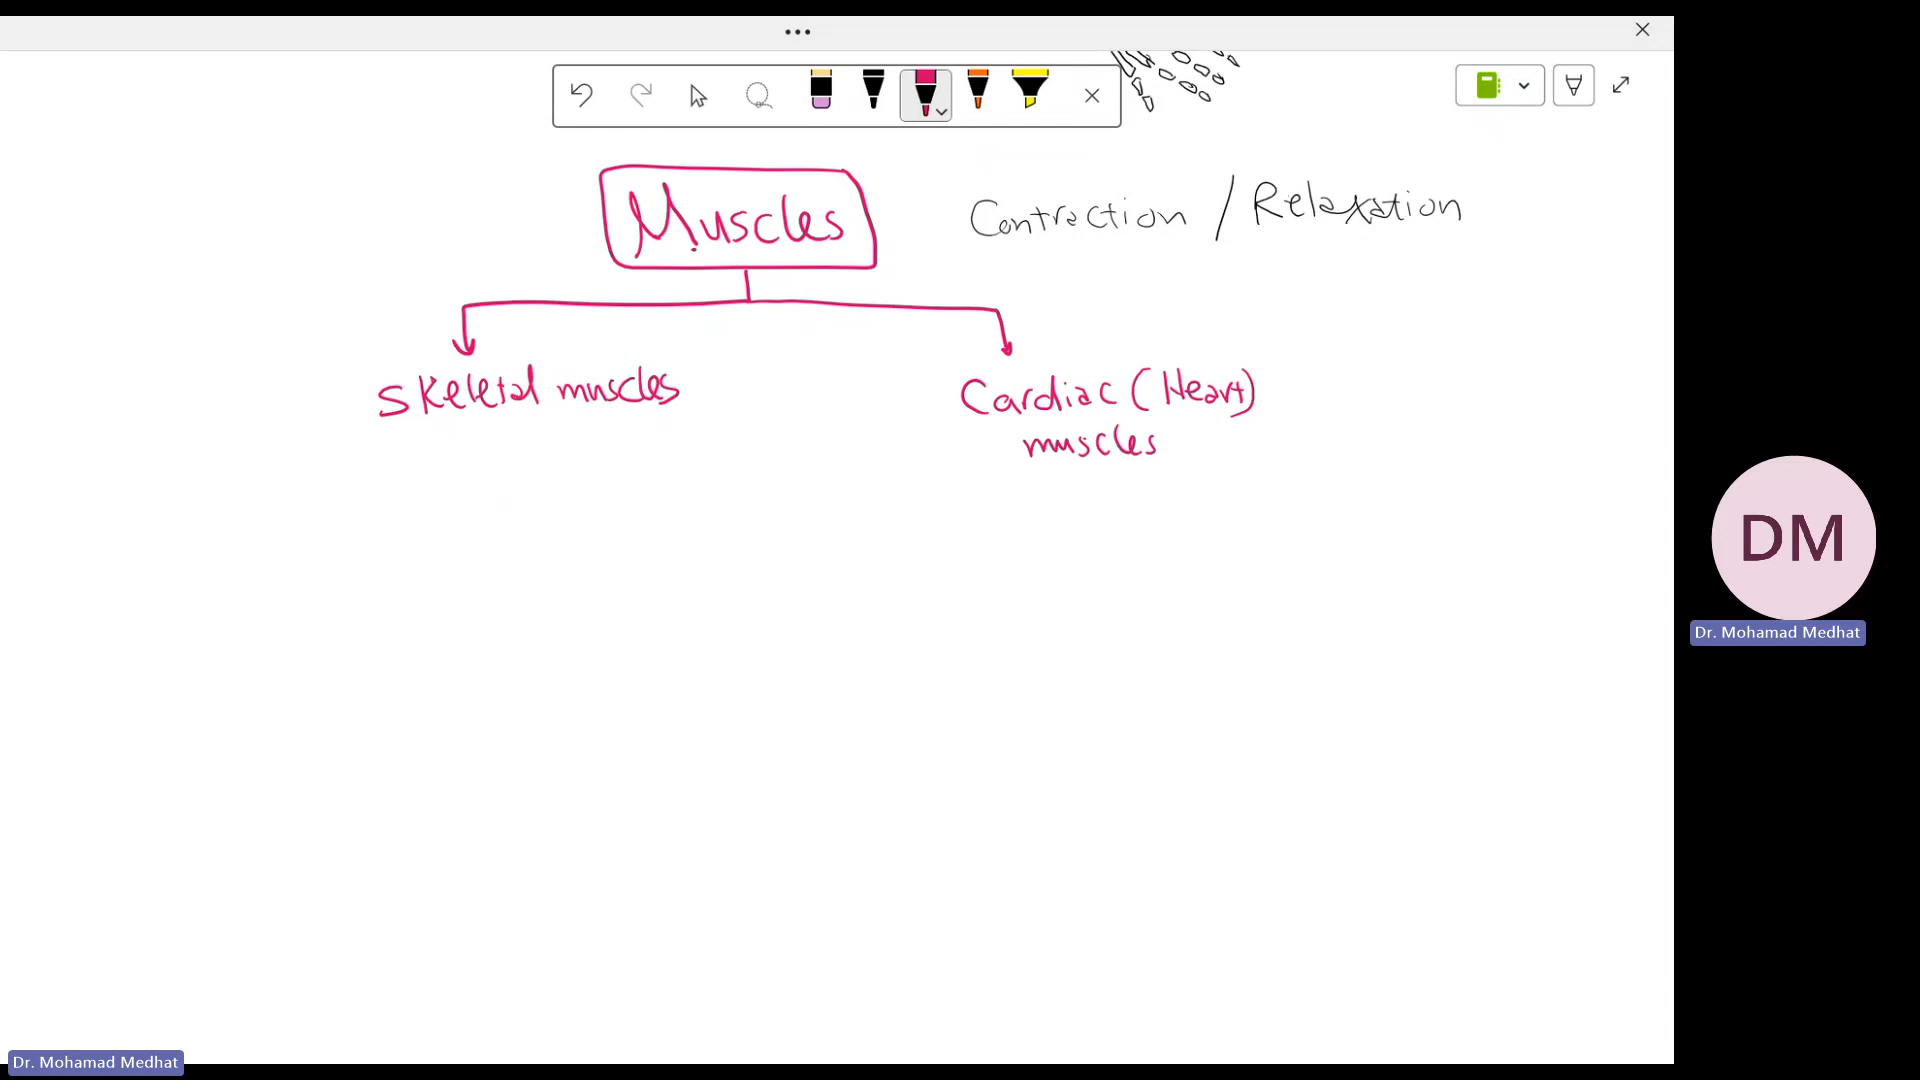 Muscles
Contraction / Relaxation
Skeletal muscles
Cardiac (Heart)
muscles
DM
Dr. Mohamad Medhat
Dr. Mohamad Medhat